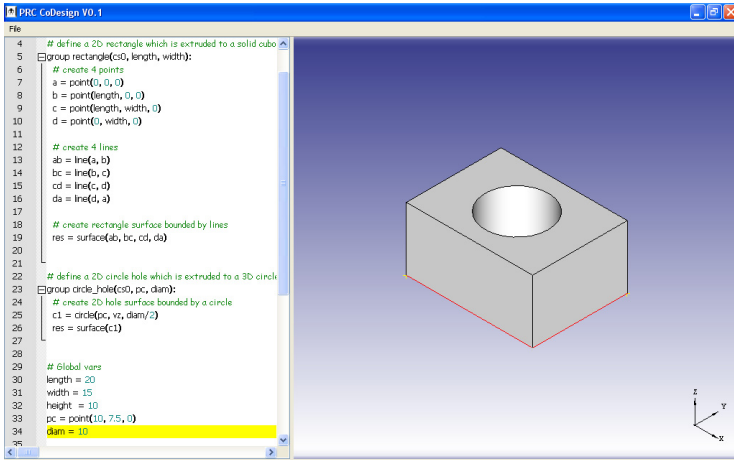 PRC CoDesign V0.1
File
4 # define a 2D rectangle which is extruded to a solid cubo
5 group rectangle(cs0, length, width):
6 # create 4 points
7 a = point(0, 0, 0)
8 b = point(length, 0, 0)
9 c = point(length, width, 0)
10 d = point(0, width, 0)
11
12 # create 4 lines
13 ab = line(a, b)
14 bc = line(b, c)
15 cd = line(c, d)
16 da = line(d, a)
17
18 # create rectangle surface bounded by lines
19 res = surface(ab, bc, cd, da)
20
21
22 # define a 2D circle hole which is extruded to a 3D circle
23 group circle_hole(cs0, pc, diam):
24 # create 2D hole surface bounded by a circle
25 c1 = circle(pc, vz, diam/2)
26 res = surface(c1)
27
28
29 # Global vars
30 length = 20
31 width = 15
32 height = 10
33 pc = point(10, 7.5, 0)
34 diam = 10
35
Z
Y
X